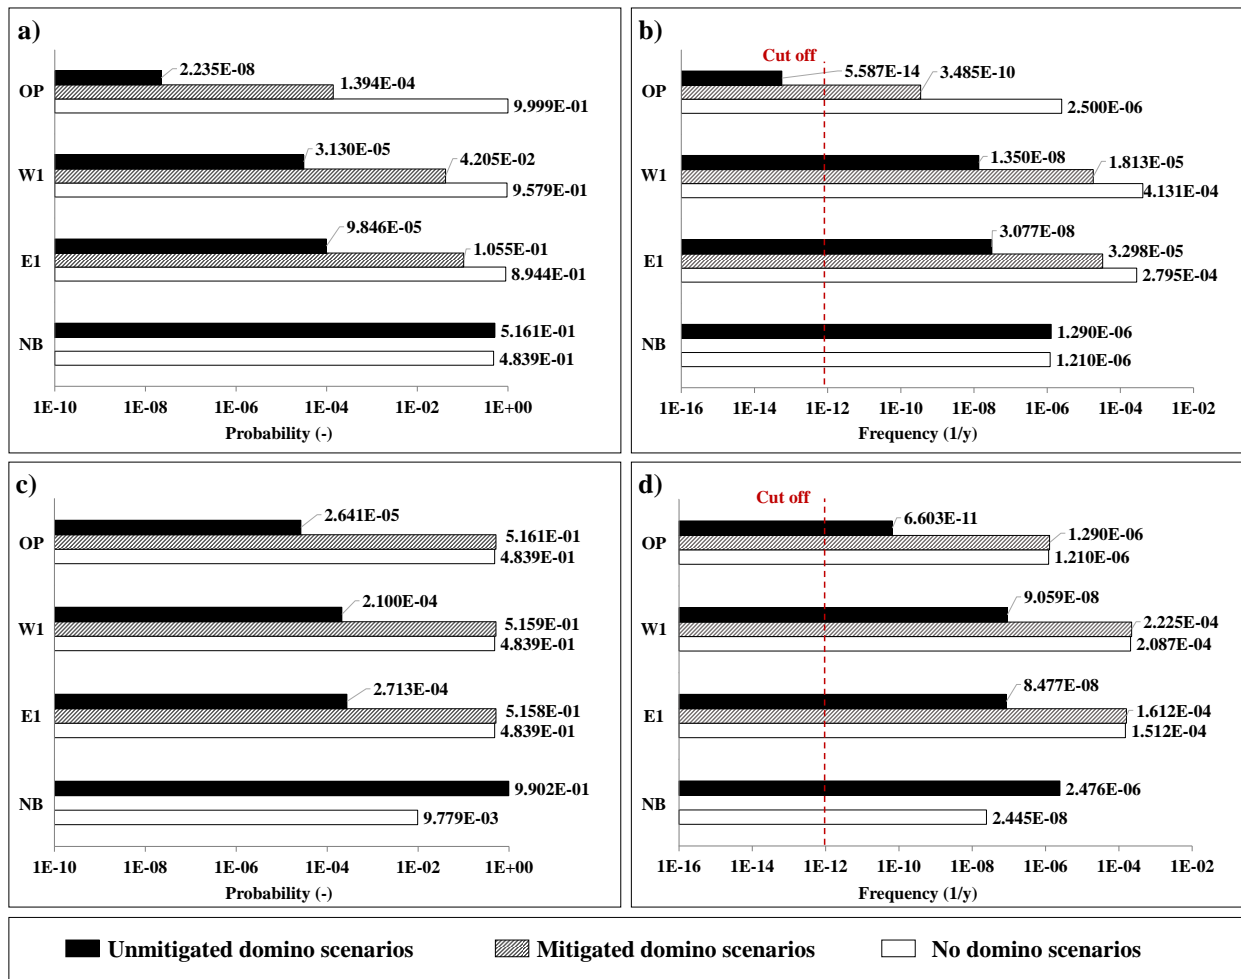 a)
OP
2.235E-08
1.394E-04
9.999E-01
W1
3.130E-05
4.205E-02
9.579E-01
E1
9.846E-05
1.055E-01
8.944E-01
NB
5.161E-01
4.839E-01
1E-10 1E-08 1E-06 1E-04 1E-02 1E+00
Probability (-)
b)
Cut off
OP
5.587E-14
3.485E-10
2.500E-06
W1
1.350E-08
1.813E-05
4.131E-04
E1
3.077E-08
3.298E-05
2.795E-04
NB
1.290E-06
1.210E-06
1E-16 1E-14 1E-12 1E-10 1E-08 1E-06 1E-04 1E-02
Frequency (1/y)
c)
OP
2.641E-05
5.161E-01
4.839E-01
W1
2.100E-04
5.159E-01
4.839E-01
E1
2.713E-04
5.158E-01
4.839E-01
NB
9.902E-01
9.779E-03
1E-10 1E-08 1E-06 1E-04 1E-02 1E+00
Probability (-)
d)
Cut off
OP
6.603E-11
1.290E-06
1.210E-06
W1
9.059E-08
2.225E-04
2.087E-04
E1
8.477E-08
1.612E-04
1.512E-04
NB
2.476E-06
2.445E-08
1E-16 1E-14 1E-12 1E-10 1E-08 1E-06 1E-04 1E-02
Frequency (1/y)
Unmitigated domino scenarios Mitigated domino scenarios No domino scenarios